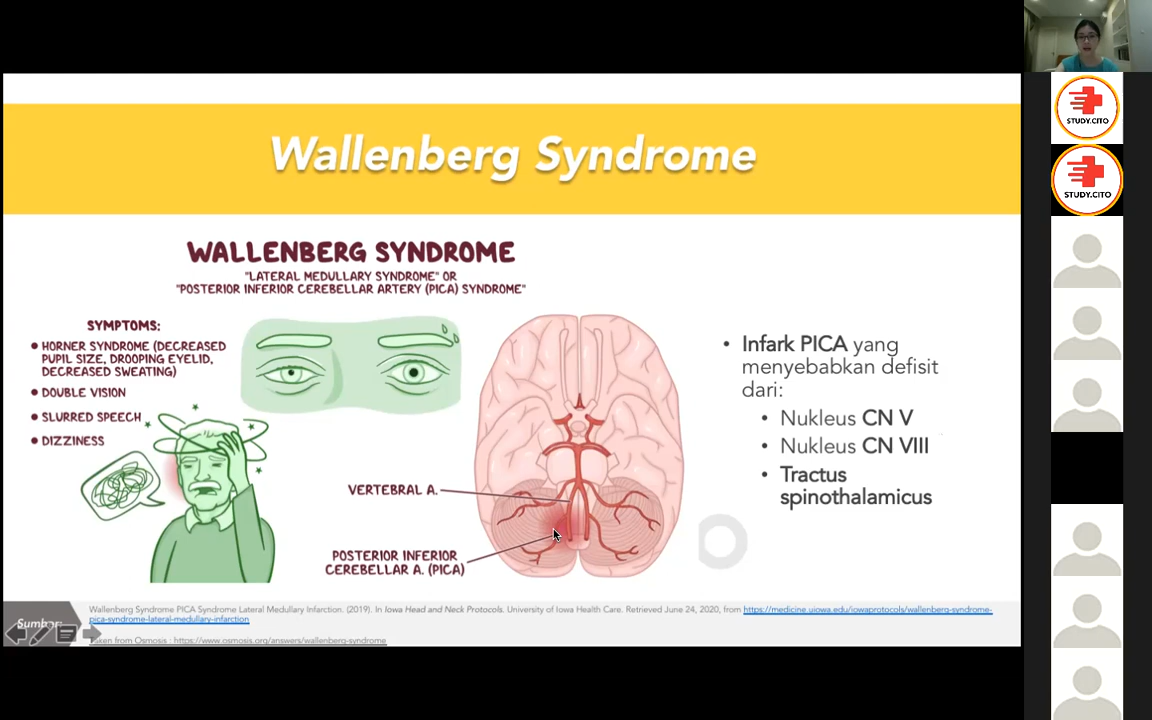 Wallenberg Syndrome
WALLENBERG SYNDROME
"LATERAL MEDULLARY SYNDROME" OR
"POSTERIOR INFERIOR CEREBELLAR ARTERY (PICA) SYNDROME"
SYMPTOMS:
• HORNER SYNDROME (DECREASED
PUPIL SIZE, DROOPING EYELID,
DECREASED SWEATING)
• DOUBLE VISION
• SLURRED SPEECH
• DIZZINESS
VERTEBRAL A.
POSTERIOR INFERIOR
CEREBELLAR A. (PICA)
• Infark PICA yang
menyebabkan defisit
dari:
• Nukleus CN V
• Nukleus CN VIII
• Tractus
spinothalamicus
Sumber:
Wallenberg Syndrome PICA Syndrome Lateral Medullary Infarction. (2019). In Iowa Head and Neck Protocols. University of Iowa Health Care. Retrieved June 24, 2020, from https://medicine.uiowa.edu/iowaprotocols/wallenberg-syndrome-
pica-syndrome-lateral-medullary-infarction
Taken from Osmosis : https://www.osmosis.org/answers/wallenberg-syndrome
STUDY.CITO
STUDY.CITO